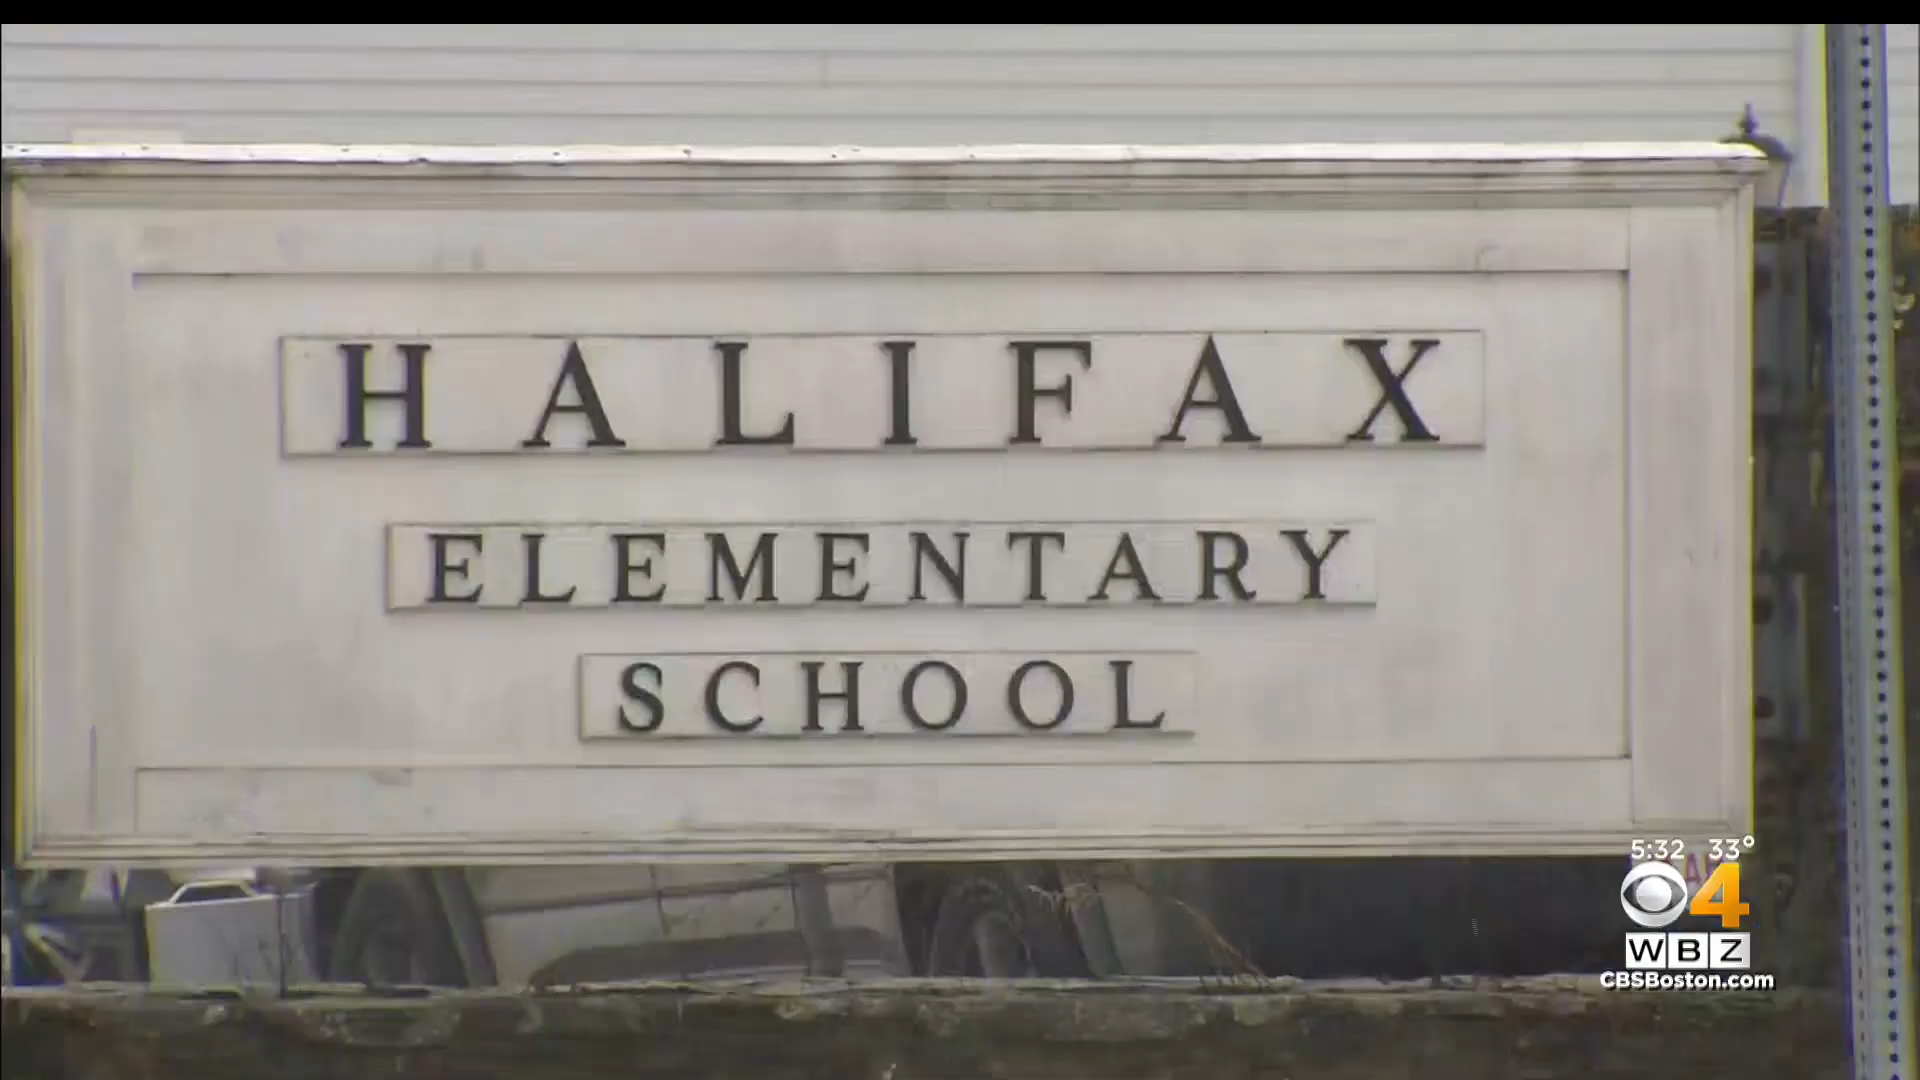 HALIFAX
ELEMENTARY
SCHOOL
5:32 33°
4
WBZ
CBSBoston.com